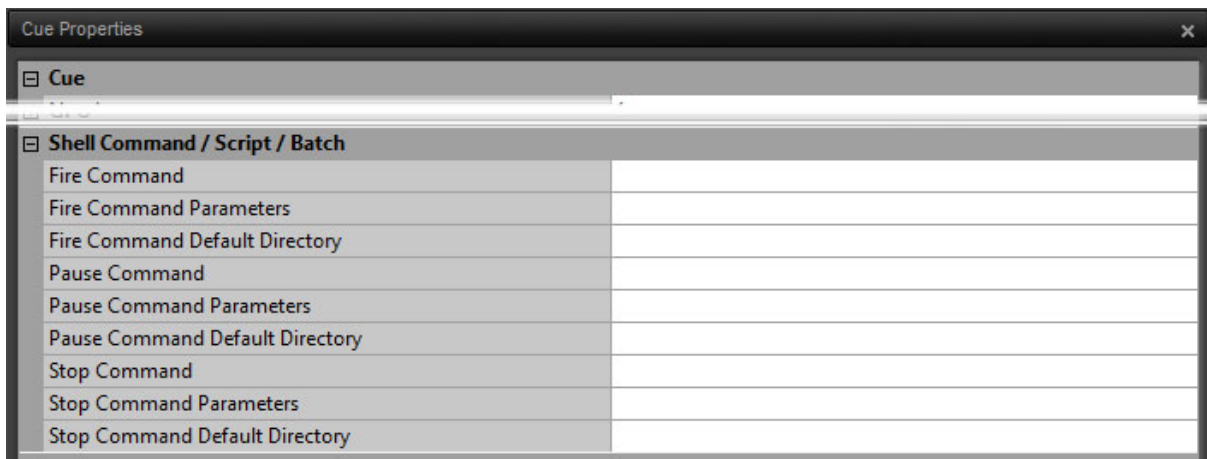 Cue Properties
Cue
Shell Command / Script / Batch
Fire Command
Fire Command Parameters
Fire Command Default Directory
Pause Command
Pause Command Parameters
Pause Command Default Directory
Stop Command
Stop Command Parameters
Stop Command Default Directory